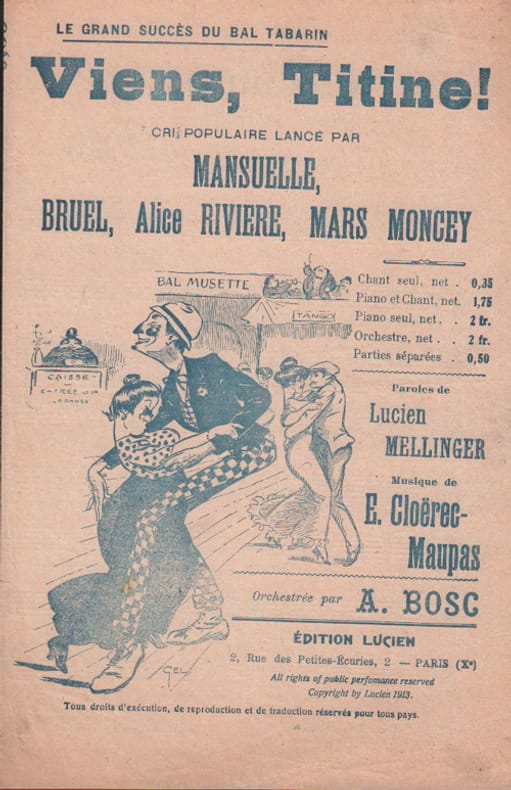 LE GRAND SUCCÈS DU BAL TABARIN
Viens, Titine!
CRI POPULAIRE LANCÉ PAR
MANSUELLE,
BRUEL, Alice RIVIERE, MARS MONCEY
BAL MUSETTE
TANGO
CAISSE
Chant seul, net . 0,35
Piano et Chant, net. 1,75
Piano seul, net. . 2 fr.
Orchestre, net . . 2 fr.
Parties séparées . 0,50
Paroles de
Lucien
MELLINGER
Musique de
E. Cloërec-
Maupas
Orchestrée par A. BOSC
GEL
ÉDITION LUCIEN
2, Rue des Petites-Écuries, 2 — PARIS (Xe)
All rights of public perfomance reserved
Copyright by Lucien 1913.
Tous droits d'exécution, de reproduction et de traduction réservés pour tous pays.